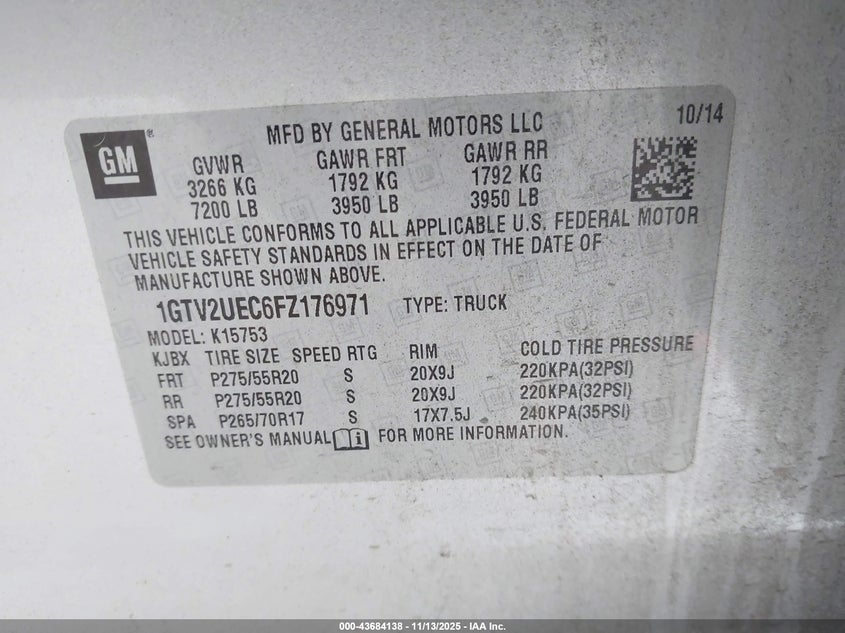 GM ®
MFD BY GENERAL MOTORS LLC
10/14
GVWR GAWR FRT GAWR RR
3266 KG 1792 KG 1792 KG
7200 LB 3950 LB 3950 LB
THIS VEHICLE CONFORMS TO ALL APPLICABLE U.S. FEDERAL MOTOR
VEHICLE SAFETY STANDARDS IN EFFECT ON THE DATE OF
MANUFACTURE SHOWN ABOVE.
1GTV2UEC6FZ176971 TYPE: TRUCK
MODEL: K15753
KJBX TIRE SIZE SPEED RTG RIM COLD TIRE PRESSURE
FRT P275/55R20 S 20X9J 220KPA(32PSI)
RR P275/55R20 S 20X9J 220KPA(32PSI)
SPA P265/70R17 S 17X7.5J 240KPA(35PSI)
SEE OWNER'S MANUAL FOR MORE INFORMATION.
000-43684138 - 11/13/2025 - IAA Inc.